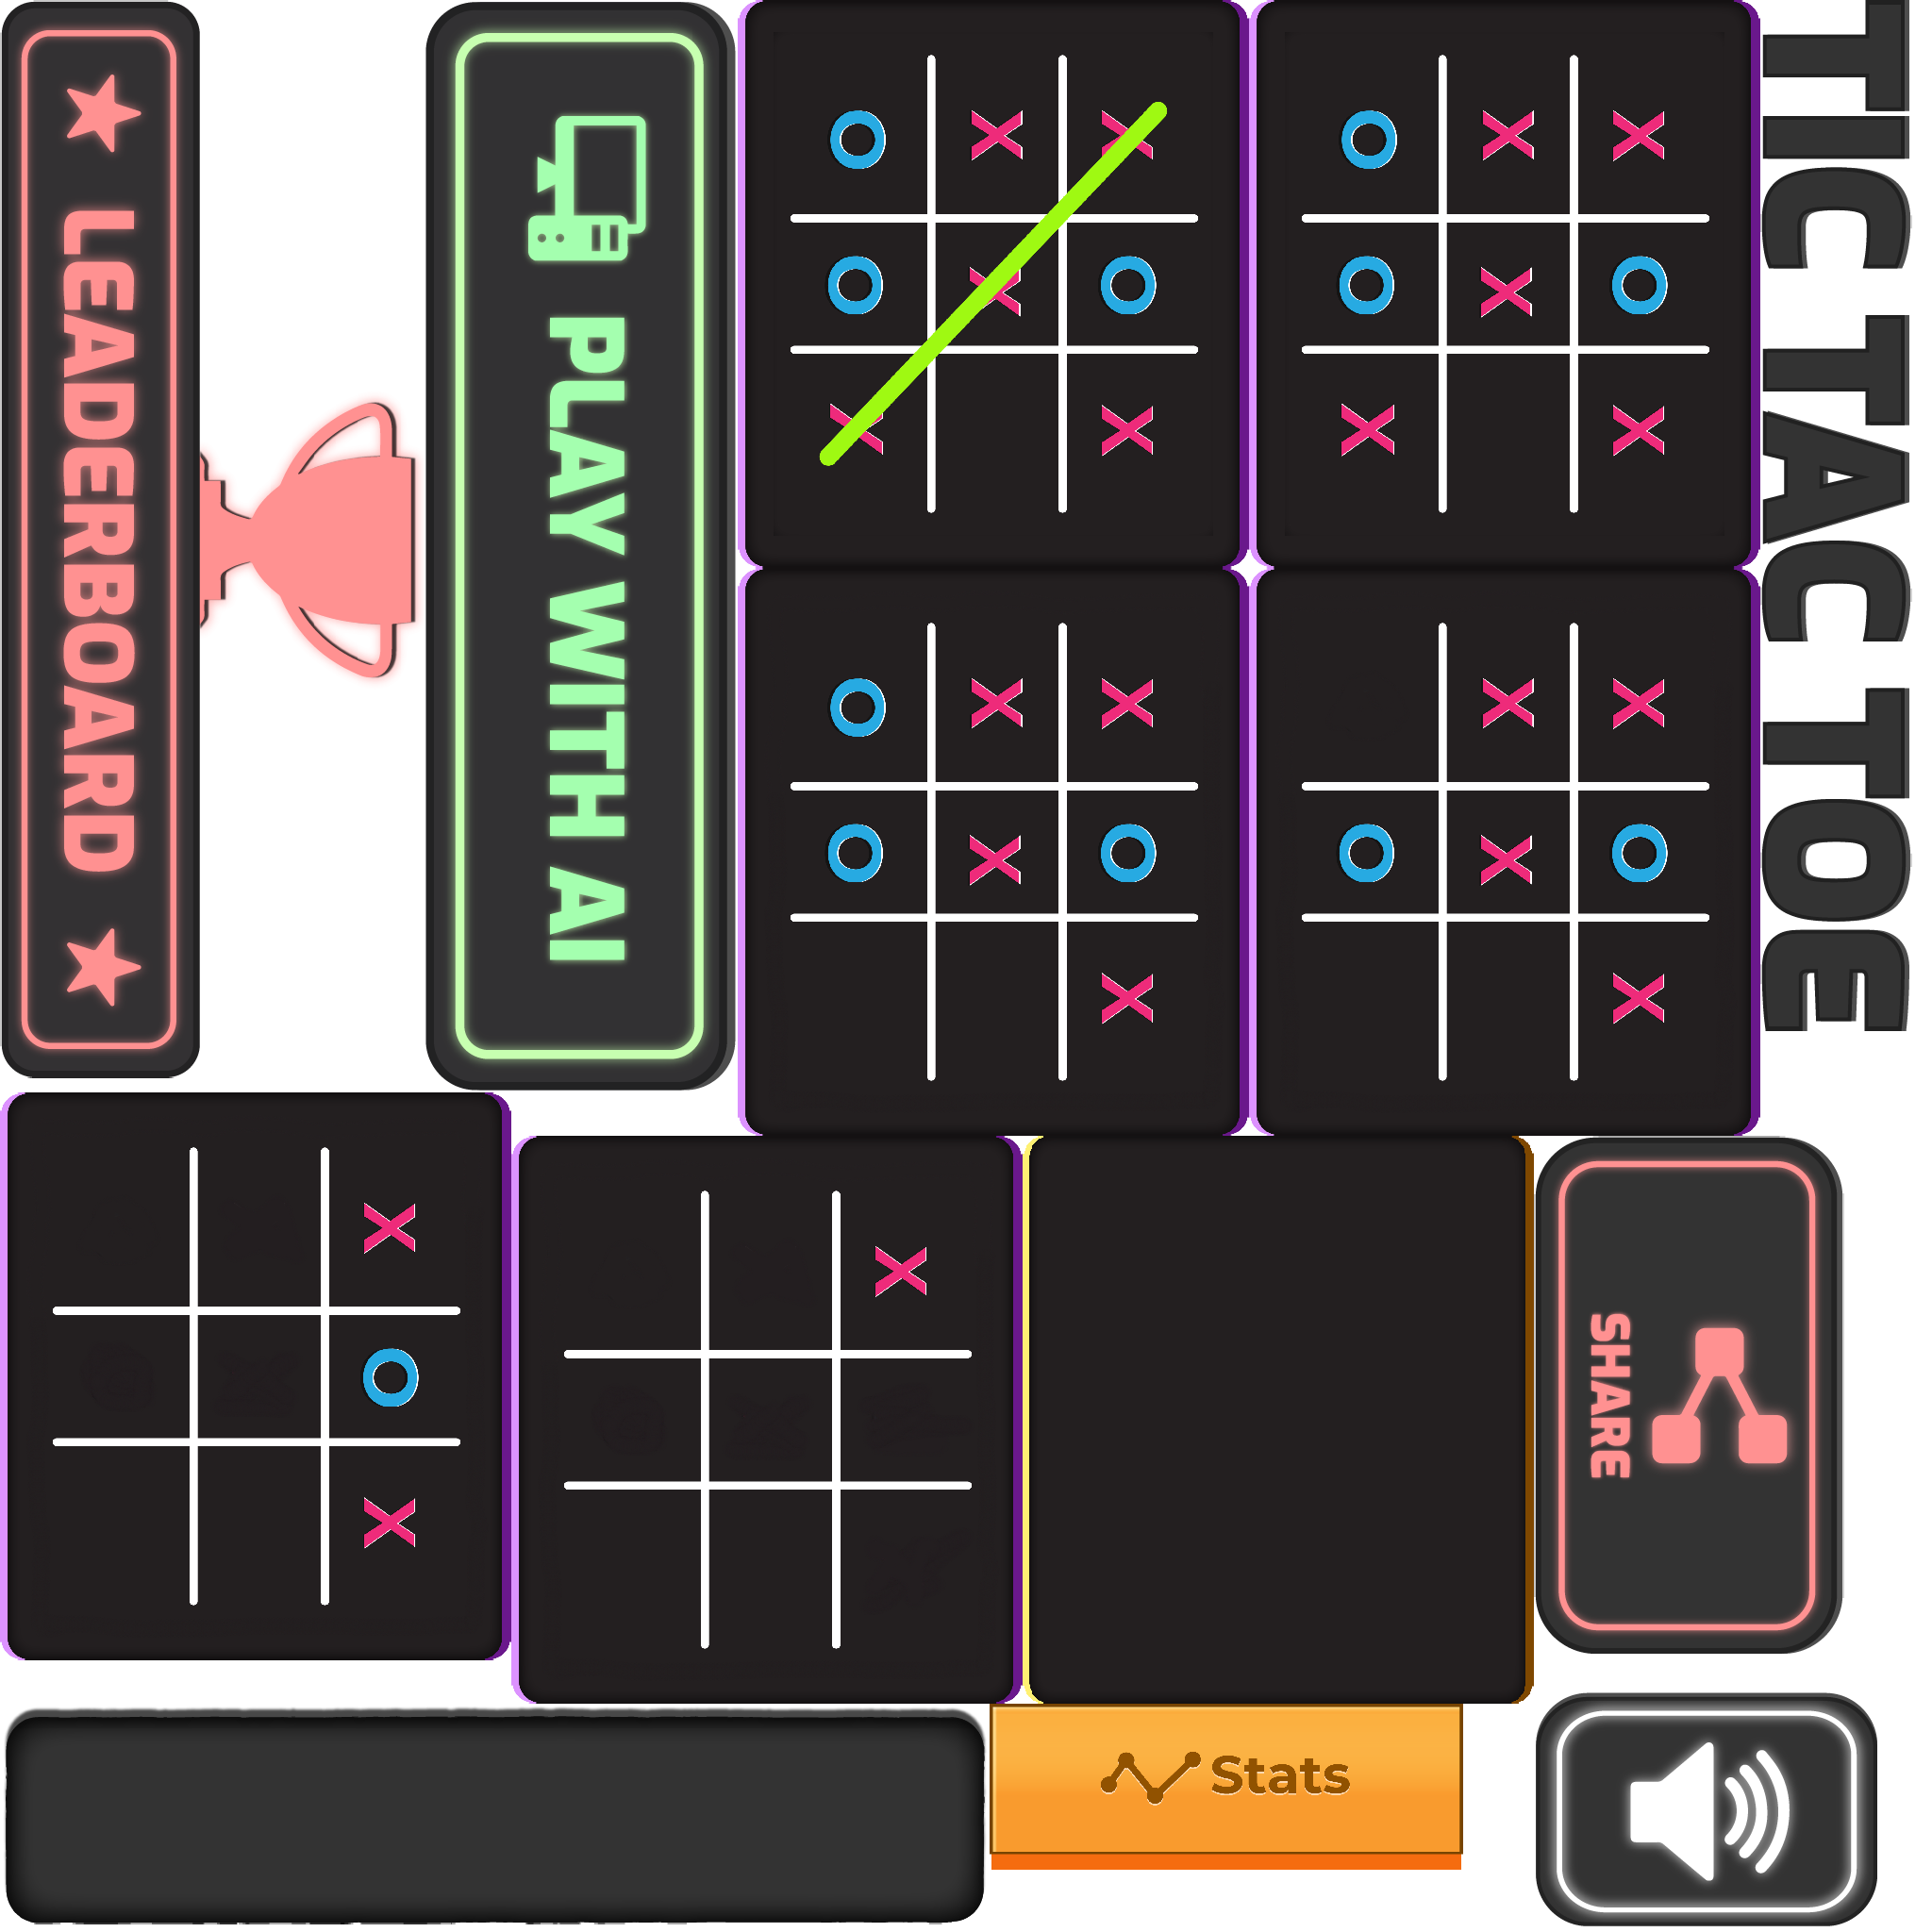 LEADERBOARD
PLAY WITH AI
O X X
O X O
X X
O X X
O X O
X X
TIC TAC TOE
O X X
O X O
X
X X
O X O
X
X
O
X
X
SHARE
Stats